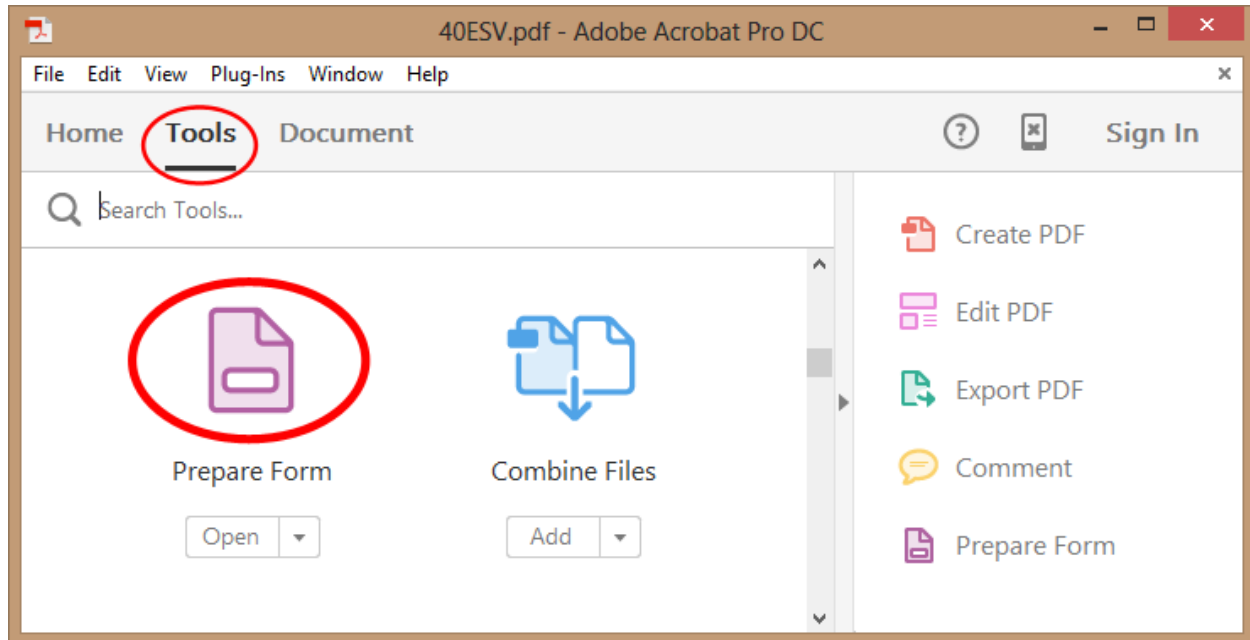 40ESV.pdf - Adobe Acrobat Pro DC
File Edit View Plug-Ins Window Help
Home Tools Document Sign In
Search Tools...
Prepare Form Combine Files
Open Add
Create PDF
Edit PDF
Export PDF
Comment
Prepare Form